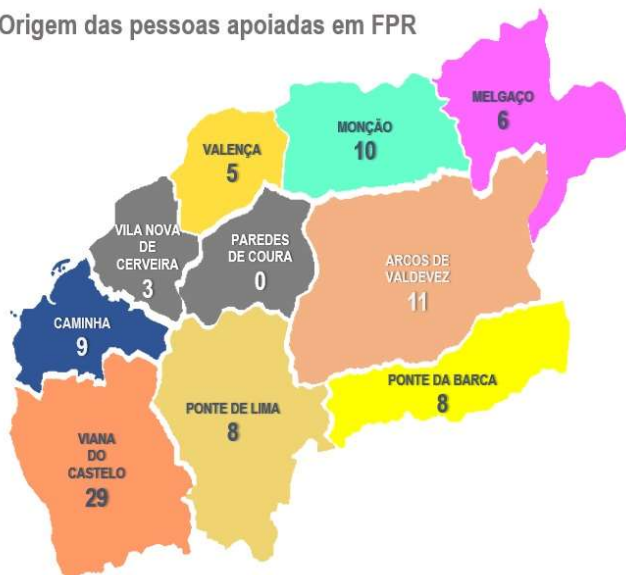 Origem das pessoas apoiadas em FPR
MELGAÇO
6
MONÇÃO
10
VALENÇA
5
VILA NOVA
DE
CERVEIRA
3
PAREDES
DE COURA
0
ARCOS DE
VALDEVEZ
11
CAMINHA
9
PONTE DA BARCA
8
PONTE DE LIMA
8
VIANA
DO
CASTELO
29